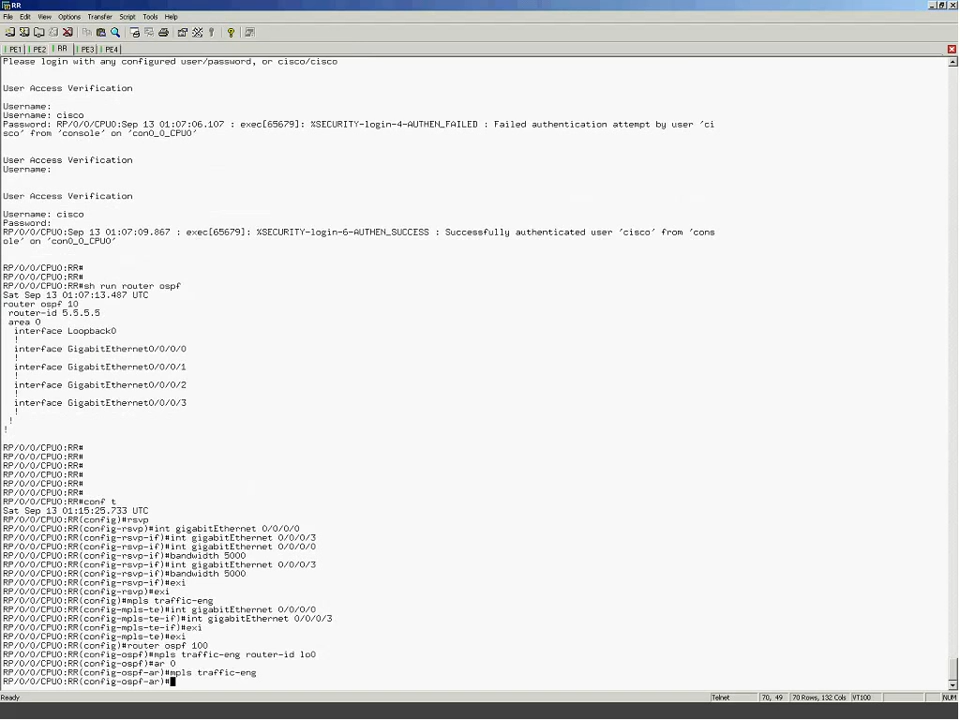 RR
File Edit View Options Transfer Script Tools Help
PE1 PE2 RR PE3 PE4
Please login with any configured user/password, or cisco/cisco
User Access Verification
Username:
Username: cisco
Password: RP/0/0/CPU0:Sep 13 01:07:06.107 : exec[65679]: %SECURITY-login-4-AUTHEN_FAILED : Failed authentication attempt by user 'ci
sco' from 'console' on 'con0_0_CPU0'
User Access Verification
Username:
User Access Verification
Username: cisco
Password:
RP/0/0/CPU0:Sep 13 01:07:09.867 : exec[65679]: %SECURITY-login-6-AUTHEN_SUCCESS : Successfully authenticated user 'cisco' from 'cons
ole' on 'con0_0_CPU0'
RP/0/0/CPU0:RR#
RP/0/0/CPU0:RR#
RP/0/0/CPU0:RR#sh run router ospf
Sat Sep 13 01:07:13.487 UTC
router ospf 10
router-id 5.5.5.5
area 0
interface Loopback0
!
interface GigabitEthernet0/0/0/0
!
interface GigabitEthernet0/0/0/1
!
interface GigabitEthernet0/0/0/2
!
interface GigabitEthernet0/0/0/3
!
!
!
RP/0/0/CPU0:RR#
RP/0/0/CPU0:RR#
RP/0/0/CPU0:RR#
RP/0/0/CPU0:RR#
RP/0/0/CPU0:RR#
RP/0/0/CPU0:RR#
RP/0/0/CPU0:RR#conf t
Sat Sep 13 01:15:25.733 UTC
RP/0/0/CPU0:RR(config)#rsvp
RP/0/0/CPU0:RR(config-rsvp)#int gigabitEthernet 0/0/0/0
RP/0/0/CPU0:RR(config-rsvp-if)#int gigabitEthernet 0/0/0/3
RP/0/0/CPU0:RR(config-rsvp-if)#int gigabitEthernet 0/0/0/0
RP/0/0/CPU0:RR(config-rsvp-if)#bandwidth 5000
RP/0/0/CPU0:RR(config-rsvp-if)#int gigabitEthernet 0/0/0/3
RP/0/0/CPU0:RR(config-rsvp-if)#bandwidth 5000
RP/0/0/CPU0:RR(config-rsvp-if)#exi
RP/0/0/CPU0:RR(config-rsvp)#exi
RP/0/0/CPU0:RR(config)#mpls traffic-eng
RP/0/0/CPU0:RR(config-mpls-te)#int gigabitEthernet 0/0/0/0
RP/0/0/CPU0:RR(config-mpls-te-if)#int gigabitEthernet 0/0/0/3
RP/0/0/CPU0:RR(config-mpls-te-if)#exi
RP/0/0/CPU0:RR(config-mpls-te)#exi
RP/0/0/CPU0:RR(config)#router ospf 100
RP/0/0/CPU0:RR(config-ospf)#mpls traffic-eng router-id lo0
RP/0/0/CPU0:RR(config-ospf)#ar 0
RP/0/0/CPU0:RR(config-ospf-ar)#mpls traffic-eng
RP/0/0/CPU0:RR(config-ospf-ar)#
Ready Telnet 70, 49 70 Rows, 132 Cols VT100 NUM